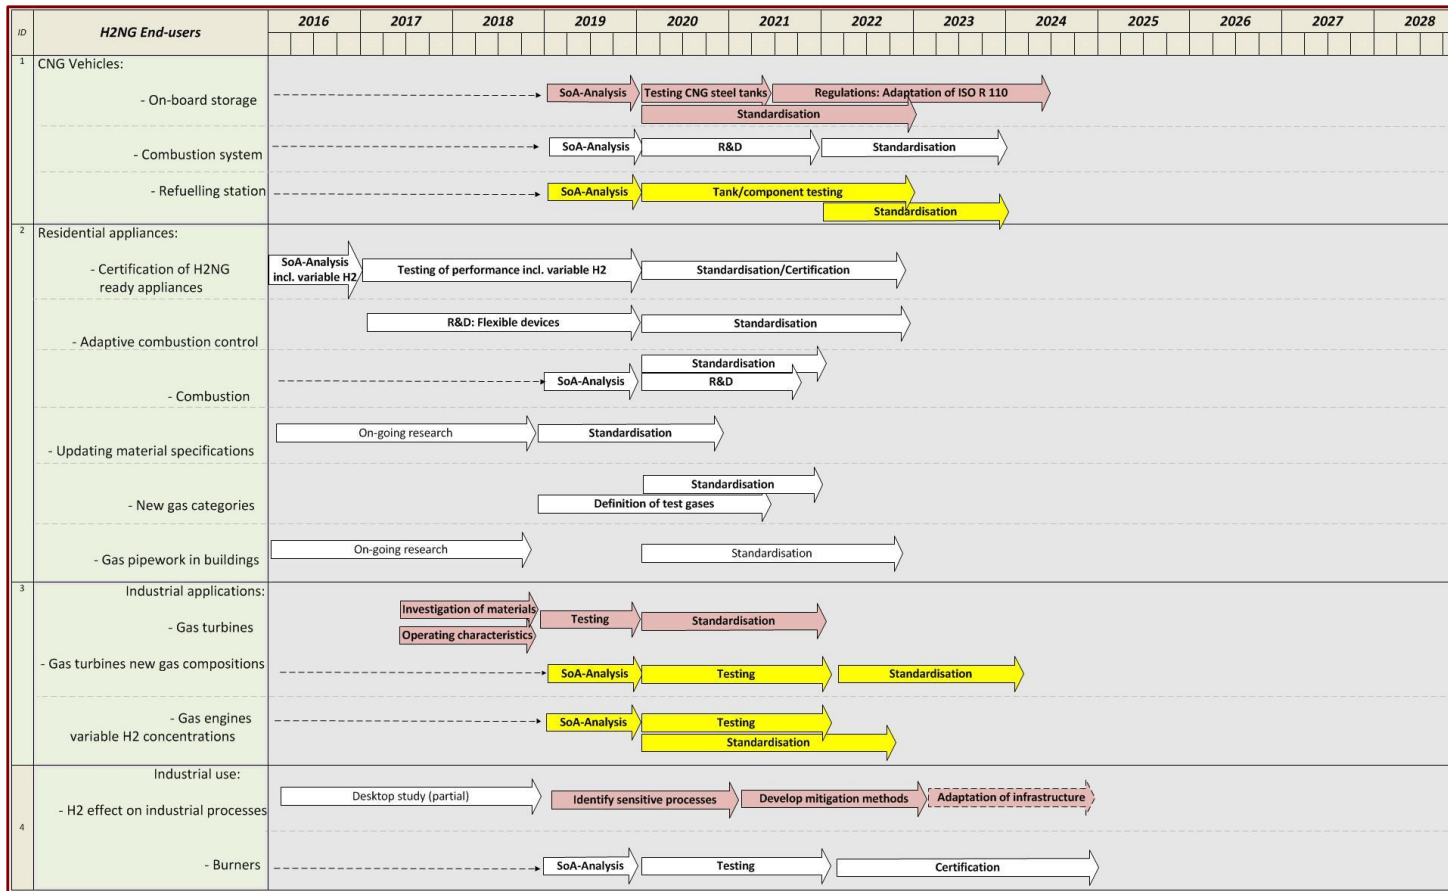 ID H2NG End-users 2016 2017 2018 2019 2020 2021 2022 2023 2024 2025 2026 2027 2028
1 CNG Vehicles:
- On-board storage SoA-Analysis Testing CNG steel tanks Regulations: Adaptation of ISO R 110
Standardisation
- Combustion system SoA-Analysis R&D Standardisation
- Refuelling station SoA-Analysis Tank/component testing
Standardisation
2 Residential appliances:
- Certification of H2NG
ready appliances
SoA-Analysis
incl. variable H2
Testing of performance incl. variable H2 Standardisation/Certification
R&D: Flexible devices Standardisation
- Adaptive combustion control
Standardisation
SoA-Analysis R&D
- Combustion
On-going research Standardisation
- Updating material specifications
Standardisation
Definition of test gases
- New gas categories
On-going research Standardisation
- Gas pipework in buildings
3 Industrial applications:
Investigation of materials
- Gas turbines Testing Standardisation
Operating characteristics
- Gas turbines new gas compositions SoA-Analysis Testing Standardisation
- Gas engines
variable H2 concentrations
SoA-Analysis Testing
Standardisation
4 Industrial use:
- H2 effect on industrial processes Desktop study (partial) Identify sensitive processes Develop mitigation methods Adaptation of infrastructure
- Burners SoA-Analysis Testing Certification